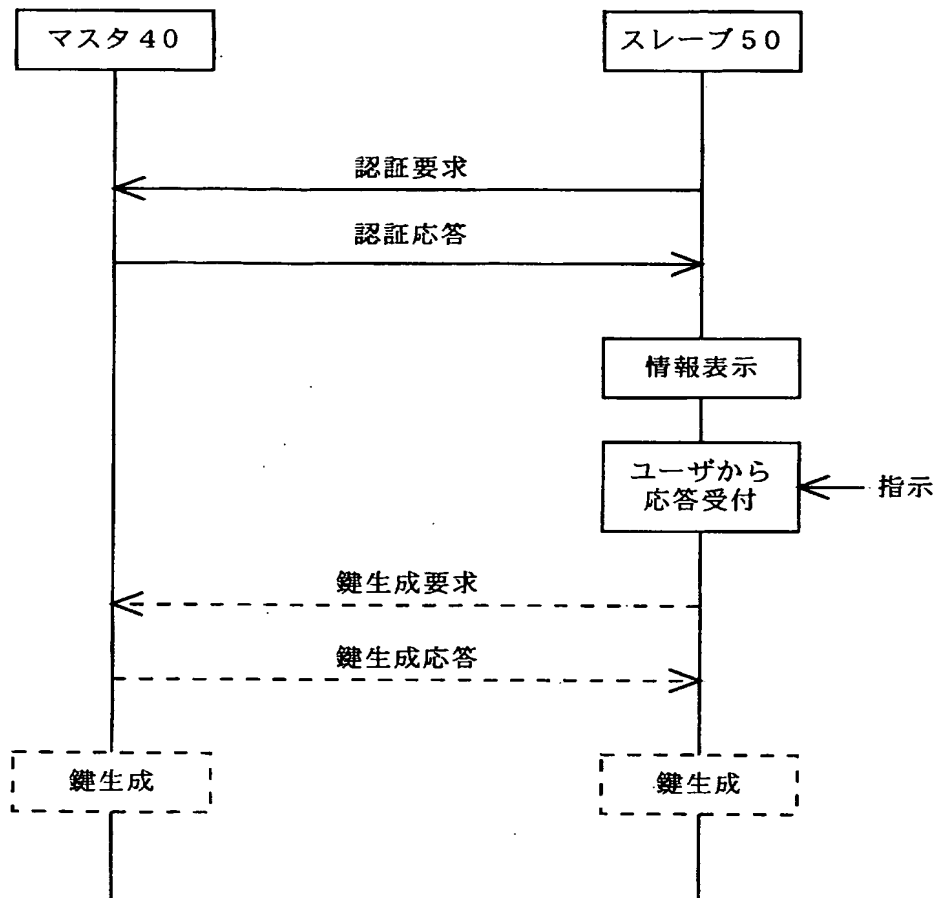 マスタ40
スレーブ50
認証要求
認証応答
情報表示
ユーザから
応答受付
指示
鍵生成要求
鍵生成応答
鍵生成
鍵生成